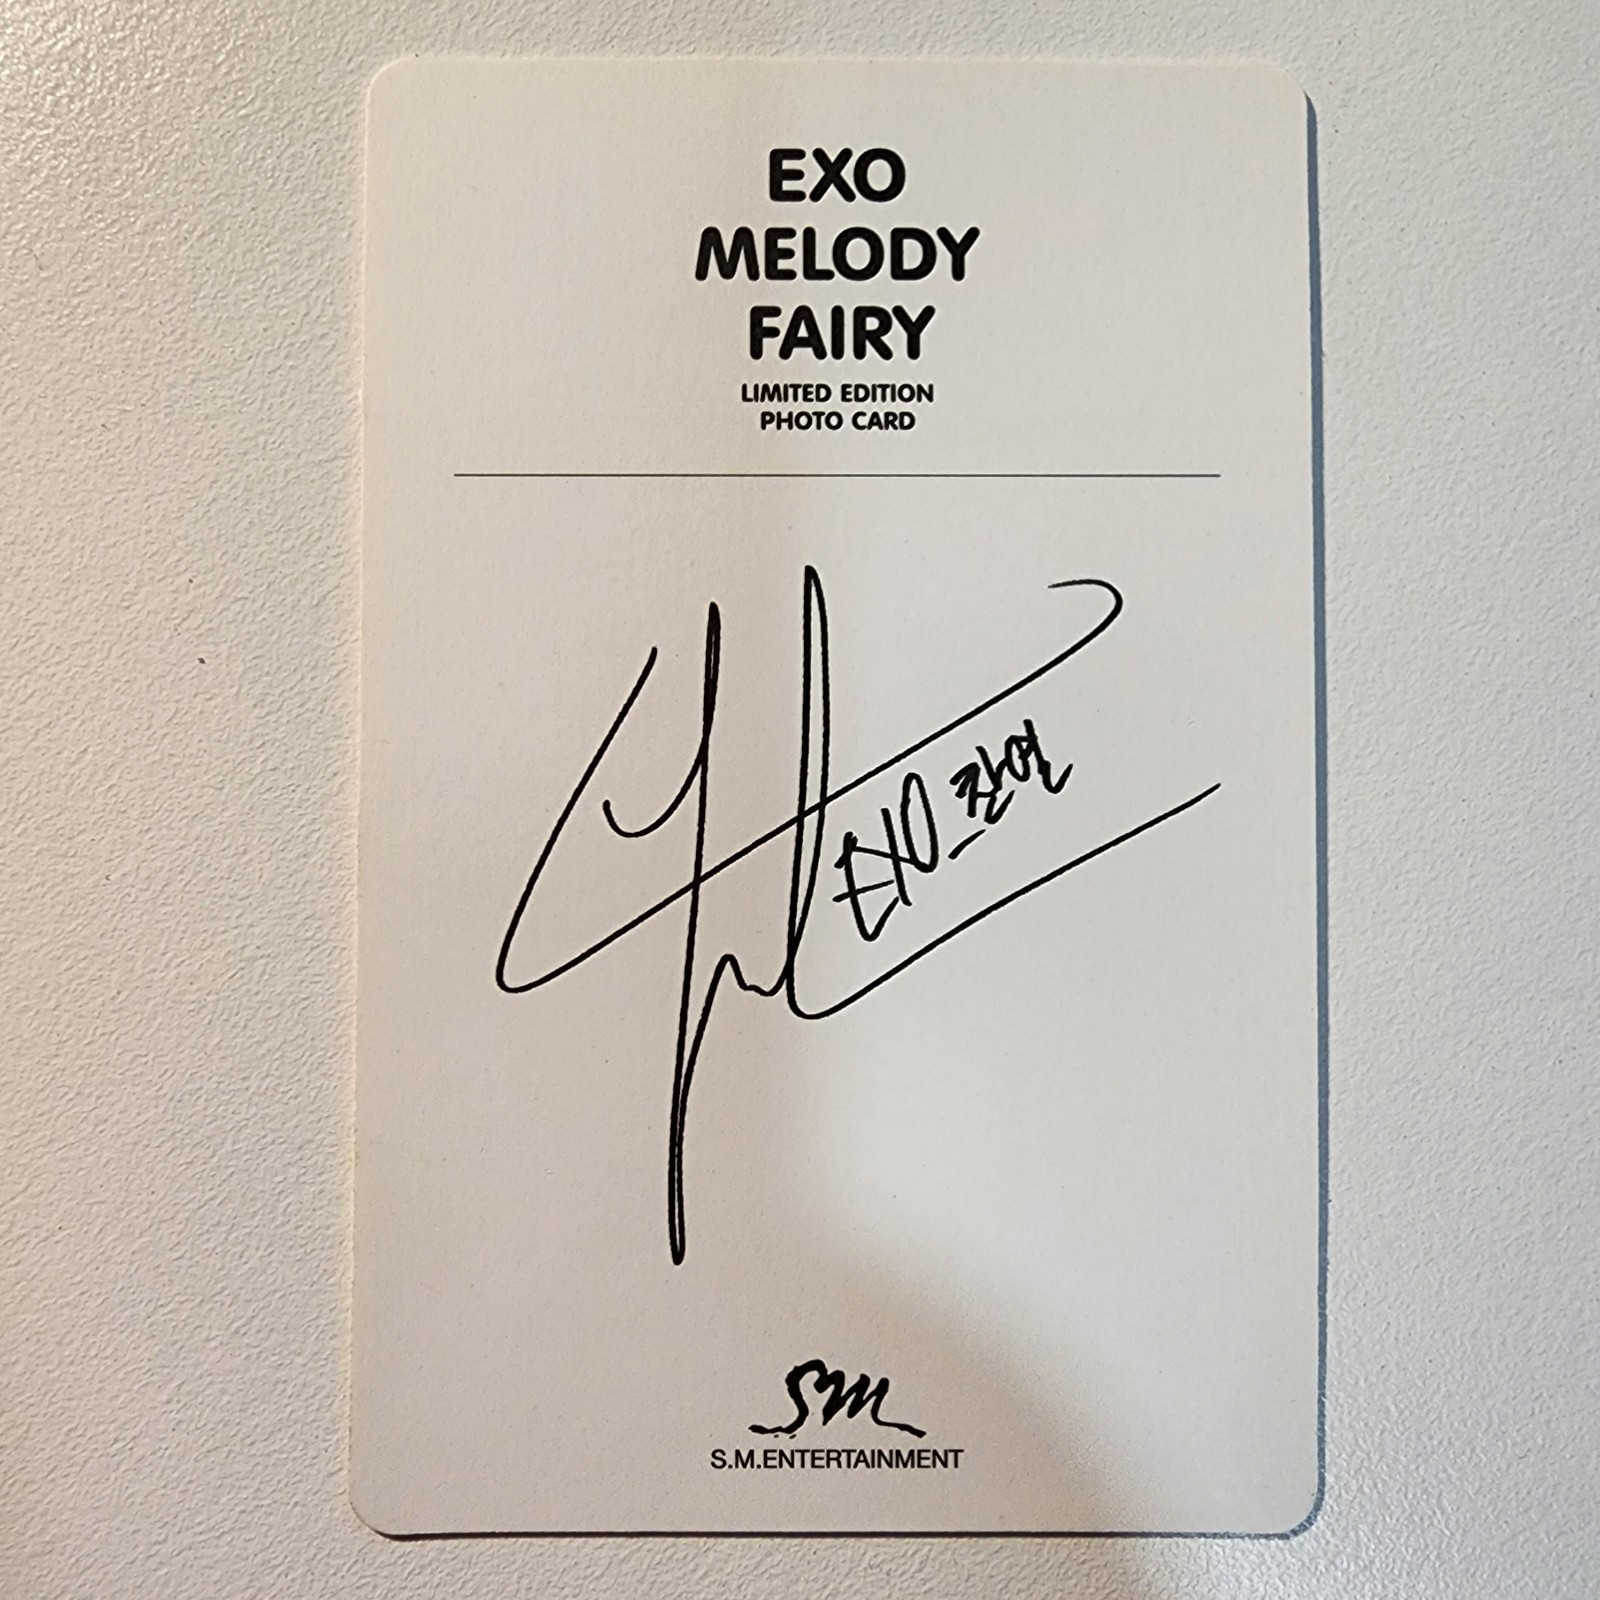 EXO
MELODY
FAIRY
LIMITED EDITION
PHOTO CARD
EXO_찬열
SM
S.M.ENTERTAINMENT